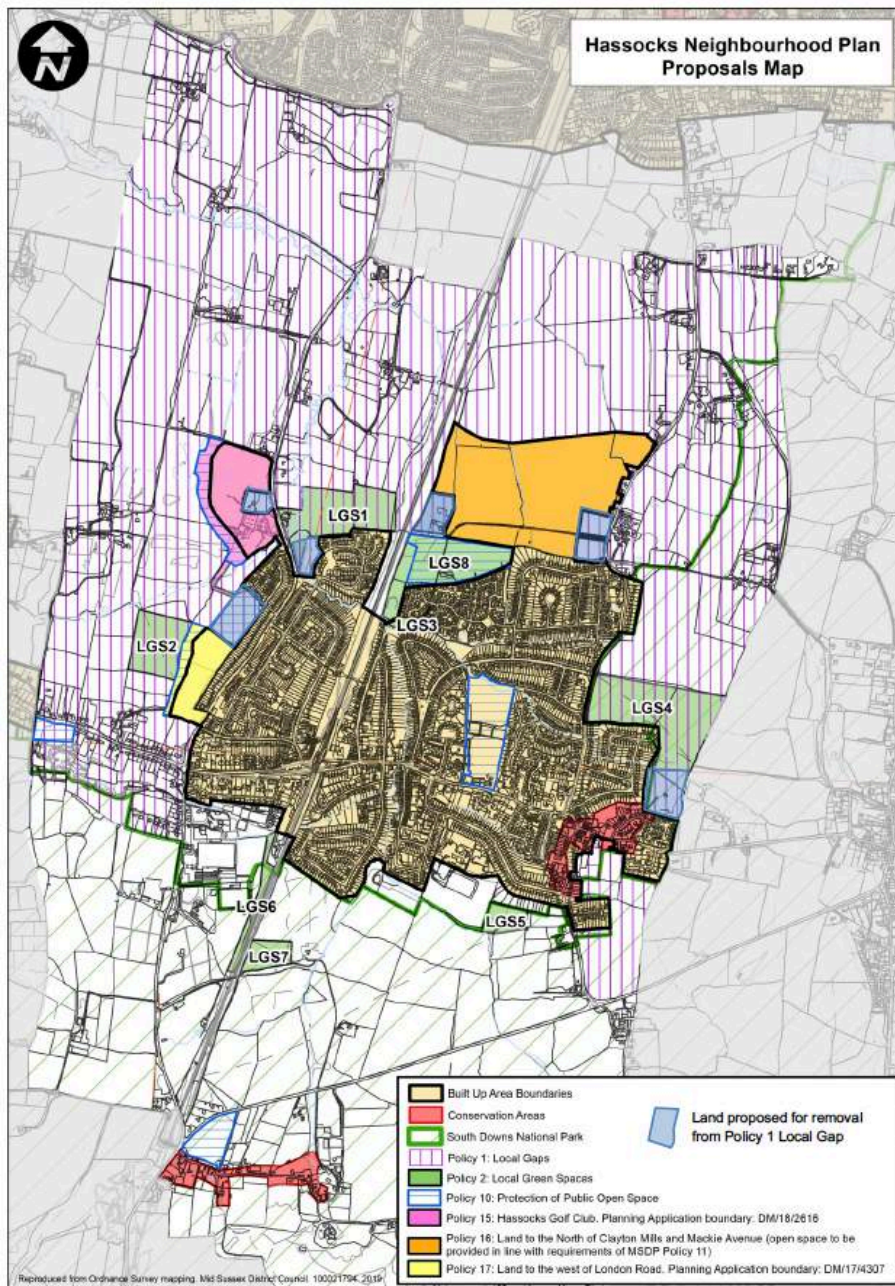 N
Hassocks Neighbourhood Plan
Proposals Map
LGS1
LGS8
LGS3
LGS2
LGS4
LGS6
LGS5
LGS7
Built Up Area Boundaries
Conservation Areas
South Downs National Park
Policy 1: Local Gaps
Policy 2: Local Green Spaces
Policy 10: Protection of Public Open Space
Policy 15: Hassocks Golf Club. Planning Application boundary: DM/18/2616
Policy 16: Land to the North of Clayton Mills and Mackie Avenue (open space to be
provided in line with requirements of MSDP Policy 11)
Policy 17: Land to the west of London Road. Planning Application boundary: DM/17/4307
Land proposed for removal
from Policy 1 Local Gap
Reproduced from Ordnance Survey mapping. Mid Sussex District Council. 100021794. 2019